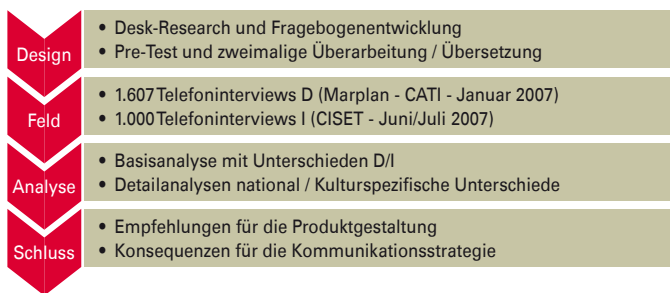 Design
• Desk-Research und Fragebogenentwicklung
• Pre-Test und zweimalige Überarbeitung / Übersetzung
Feld
• 1.607 Telefoninterviews D (Marplan - CATI - Januar 2007)
• 1.000 Telefoninterviews I (CISET - Juni/Juli 2007)
Analyse
• Basisanalyse mit Unterschieden D/I
• Detailanalysen national / Kulturspezifische Unterschiede
Schluss
• Empfehlungen für die Produktgestaltung
• Konsequenzen für die Kommunikationsstrategie